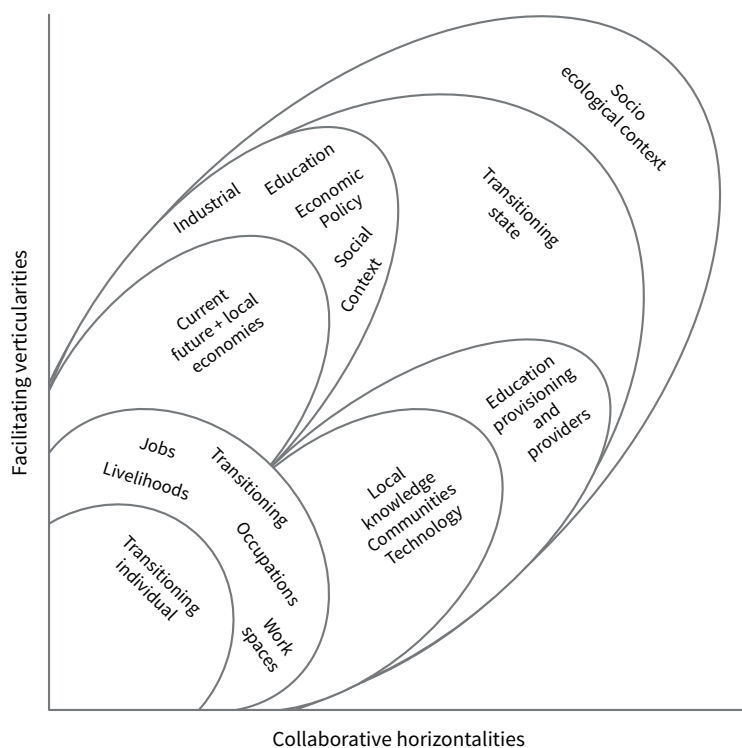 Socio
ecological context
Education
Industrial
Economic
Policy
Social
Context
Transitioning
state
Current
future + local
economies
Education
provisioning
and
providers
Jobs
Livelihoods
Transitioning
Occupations
Work
spaces
Local
knowledge
Communities
Technology
Transitioning
individual
Facilitating verticularities
Collaborative horizontalities